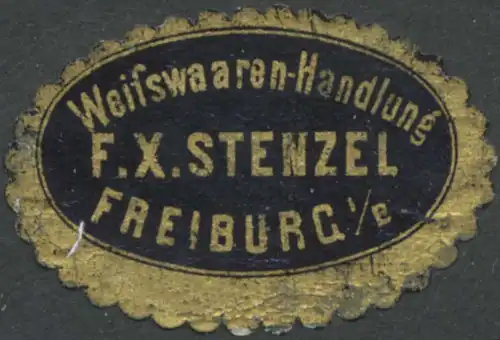 Weifswaaren-Handlung
F.X.STENZEL
FREIBURG i/B